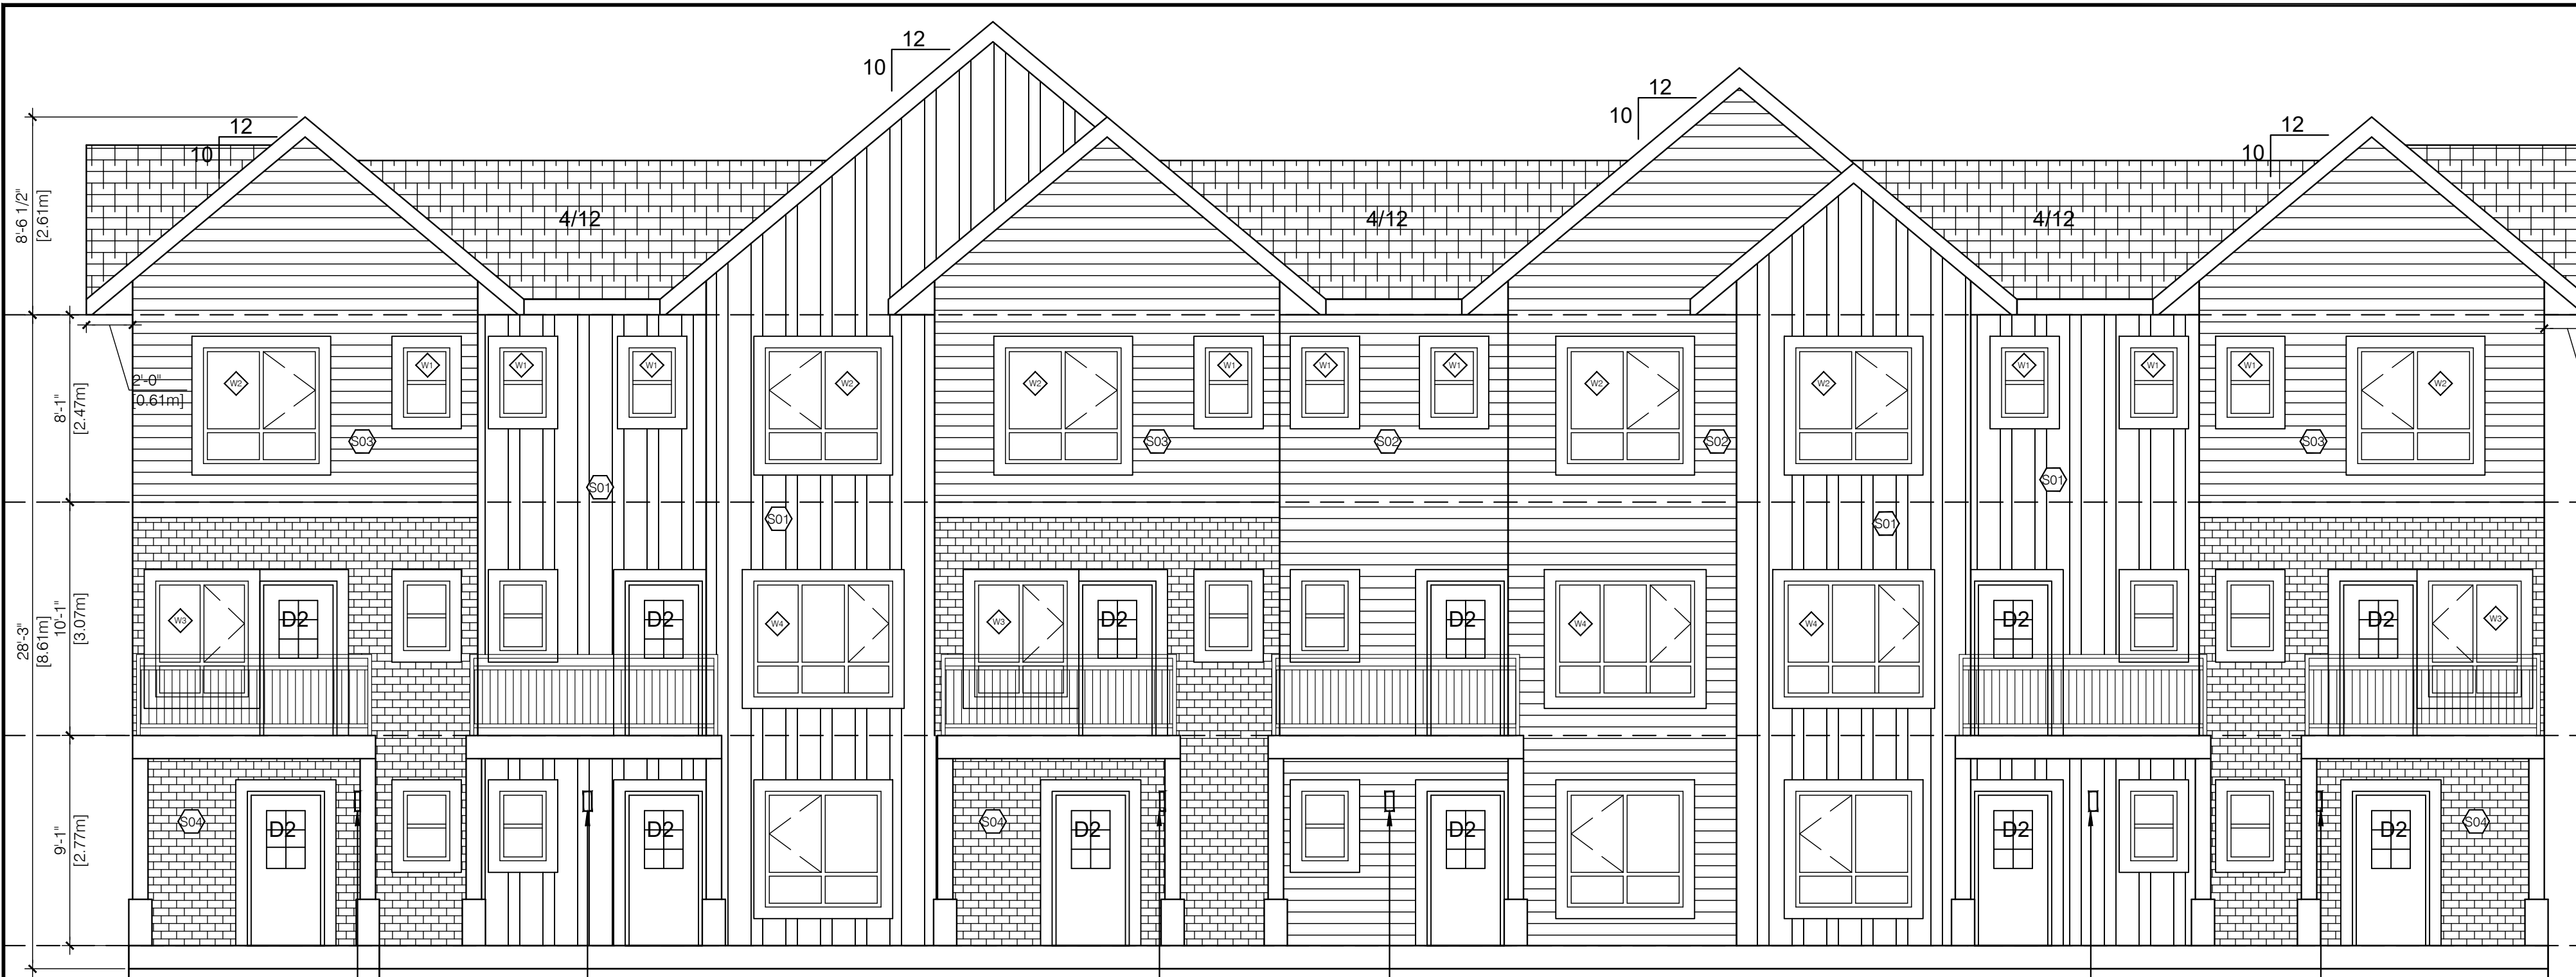 12
10
12
10
12
10
12
10
4/12
4/12
4/12
8'-6 1/2"
[2.61m]
2'-0"
[0.61m]
8'-1"
[2.47m]
28'-3"
[8.61m]
10'-1"
[3.07m]
9'-1"
[2.77m]
W2
W1
W1
W1
W2
W2
W1
W1
W1
W2
W2
W1
W1
W1
W2
S03
S03
S02
S02
S03
S01
S01
S01
S01
W3
D2
D2
W4
W3
D2
D2
W4
W4
D2
D2
W3
S04
D2
D2
S04
D2
D2
D2
D2
S04